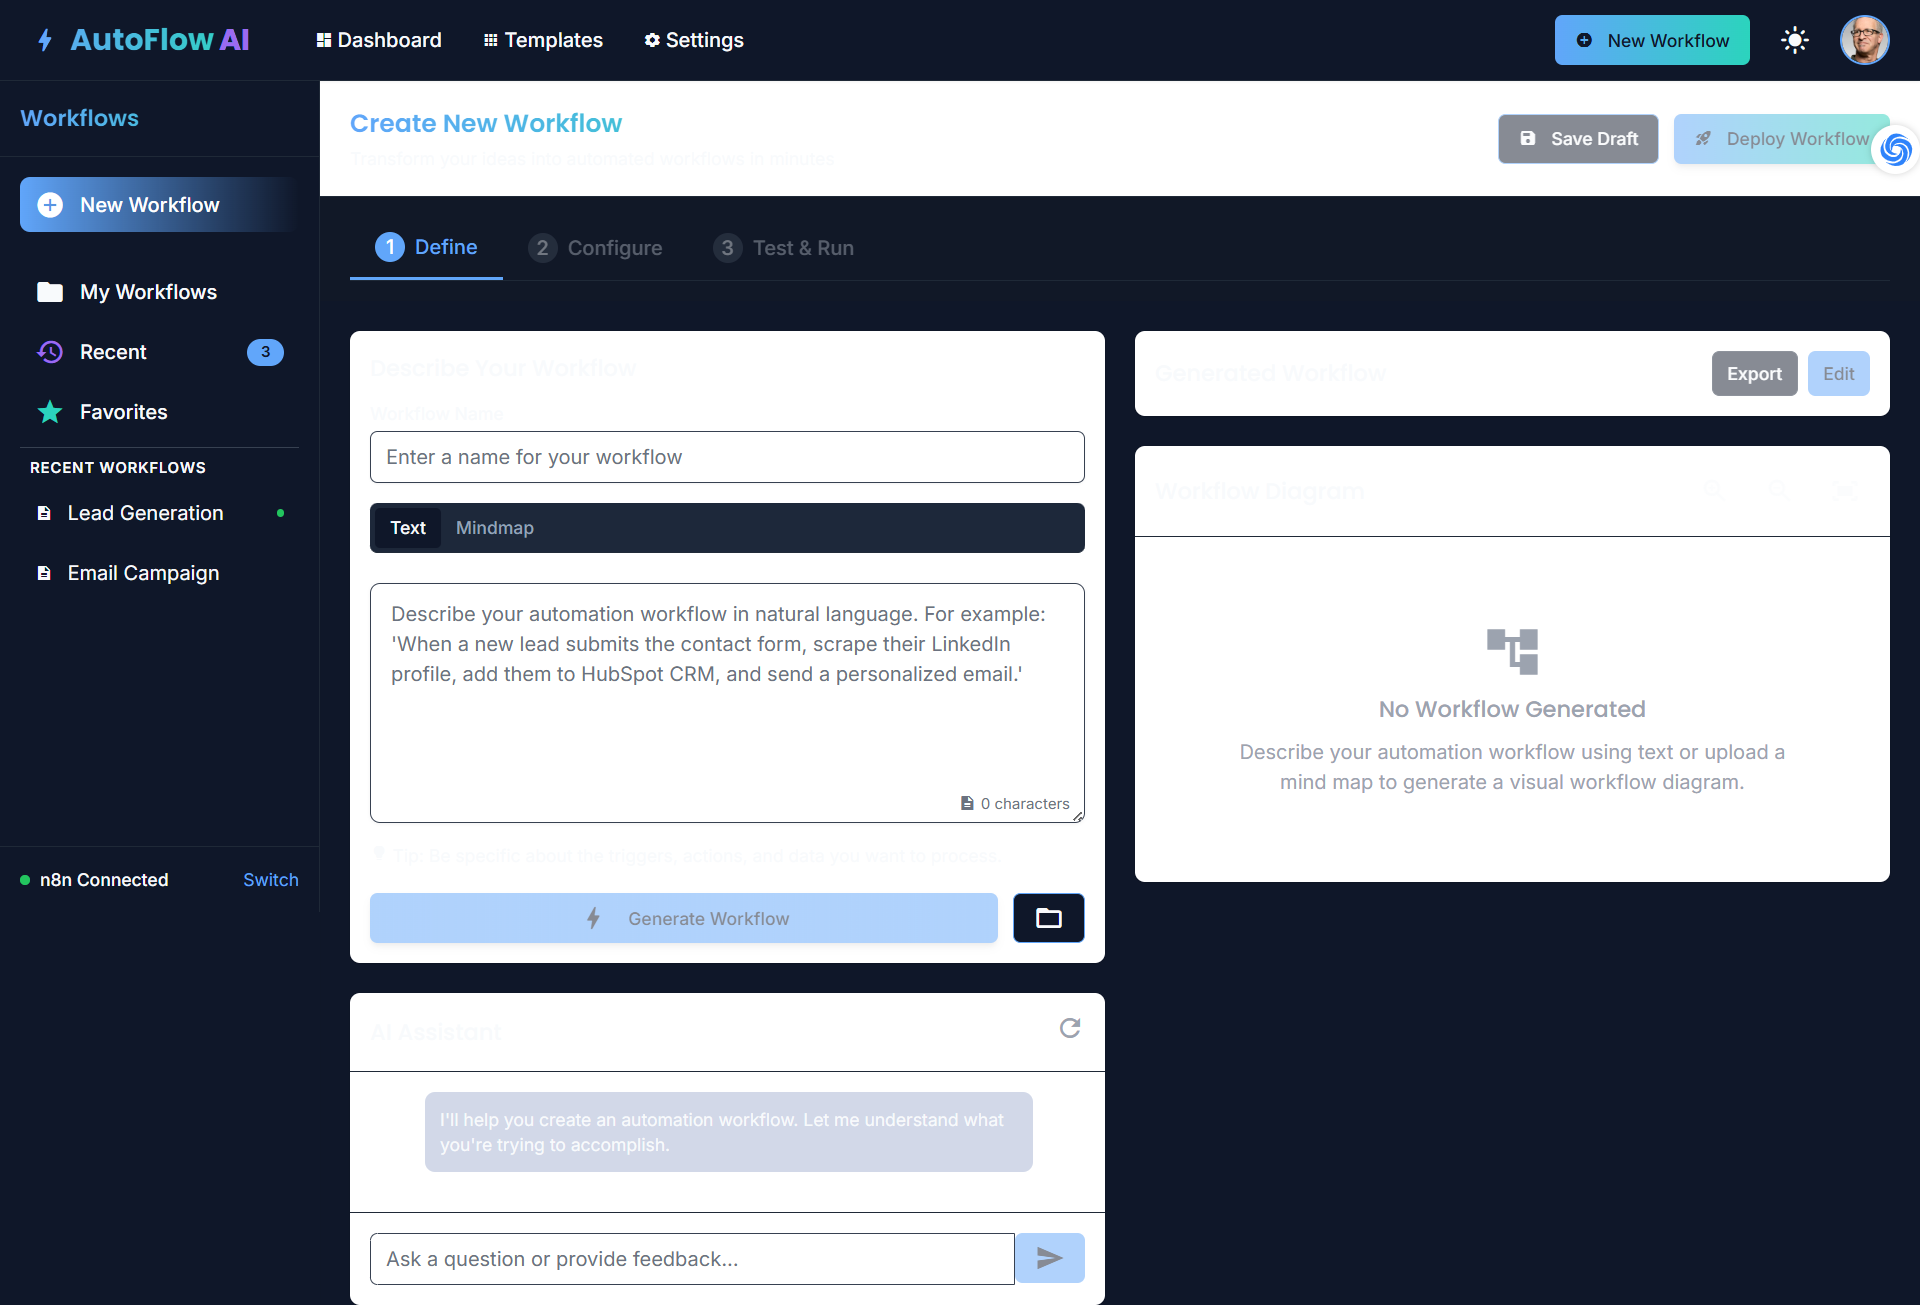 AutoFlow AI
Dashboard
Templates
Settings
New Workflow
Workflows
New Workflow
My Workflows
Recent
3
Favorites
RECENT WORKFLOWS
Lead Generation
Email Campaign
n8n Connected
Switch
Create New Workflow
Transform your ideas into automated workflows in minutes
Save Draft
Deploy Workflow
1 Define
2 Configure
3 Test & Run
Describe Your Workflow
Workflow Name
Enter a name for your workflow
Text
Mindmap
Describe your automation workflow in natural language. For example:
'When a new lead submits the contact form, scrape their LinkedIn
profile, add them to HubSpot CRM, and send a personalized email.'
0 characters
Tip: Be specific about the triggers, actions, and data you want to process.
Generate Workflow
AI Assistant
I'll help you create an automation workflow. Let me understand what
you're trying to accomplish.
Ask a question or provide feedback...
Generated Workflow
Export
Edit
Workflow Diagram
No Workflow Generated
Describe your automation workflow using text or upload a
mind map to generate a visual workflow diagram.